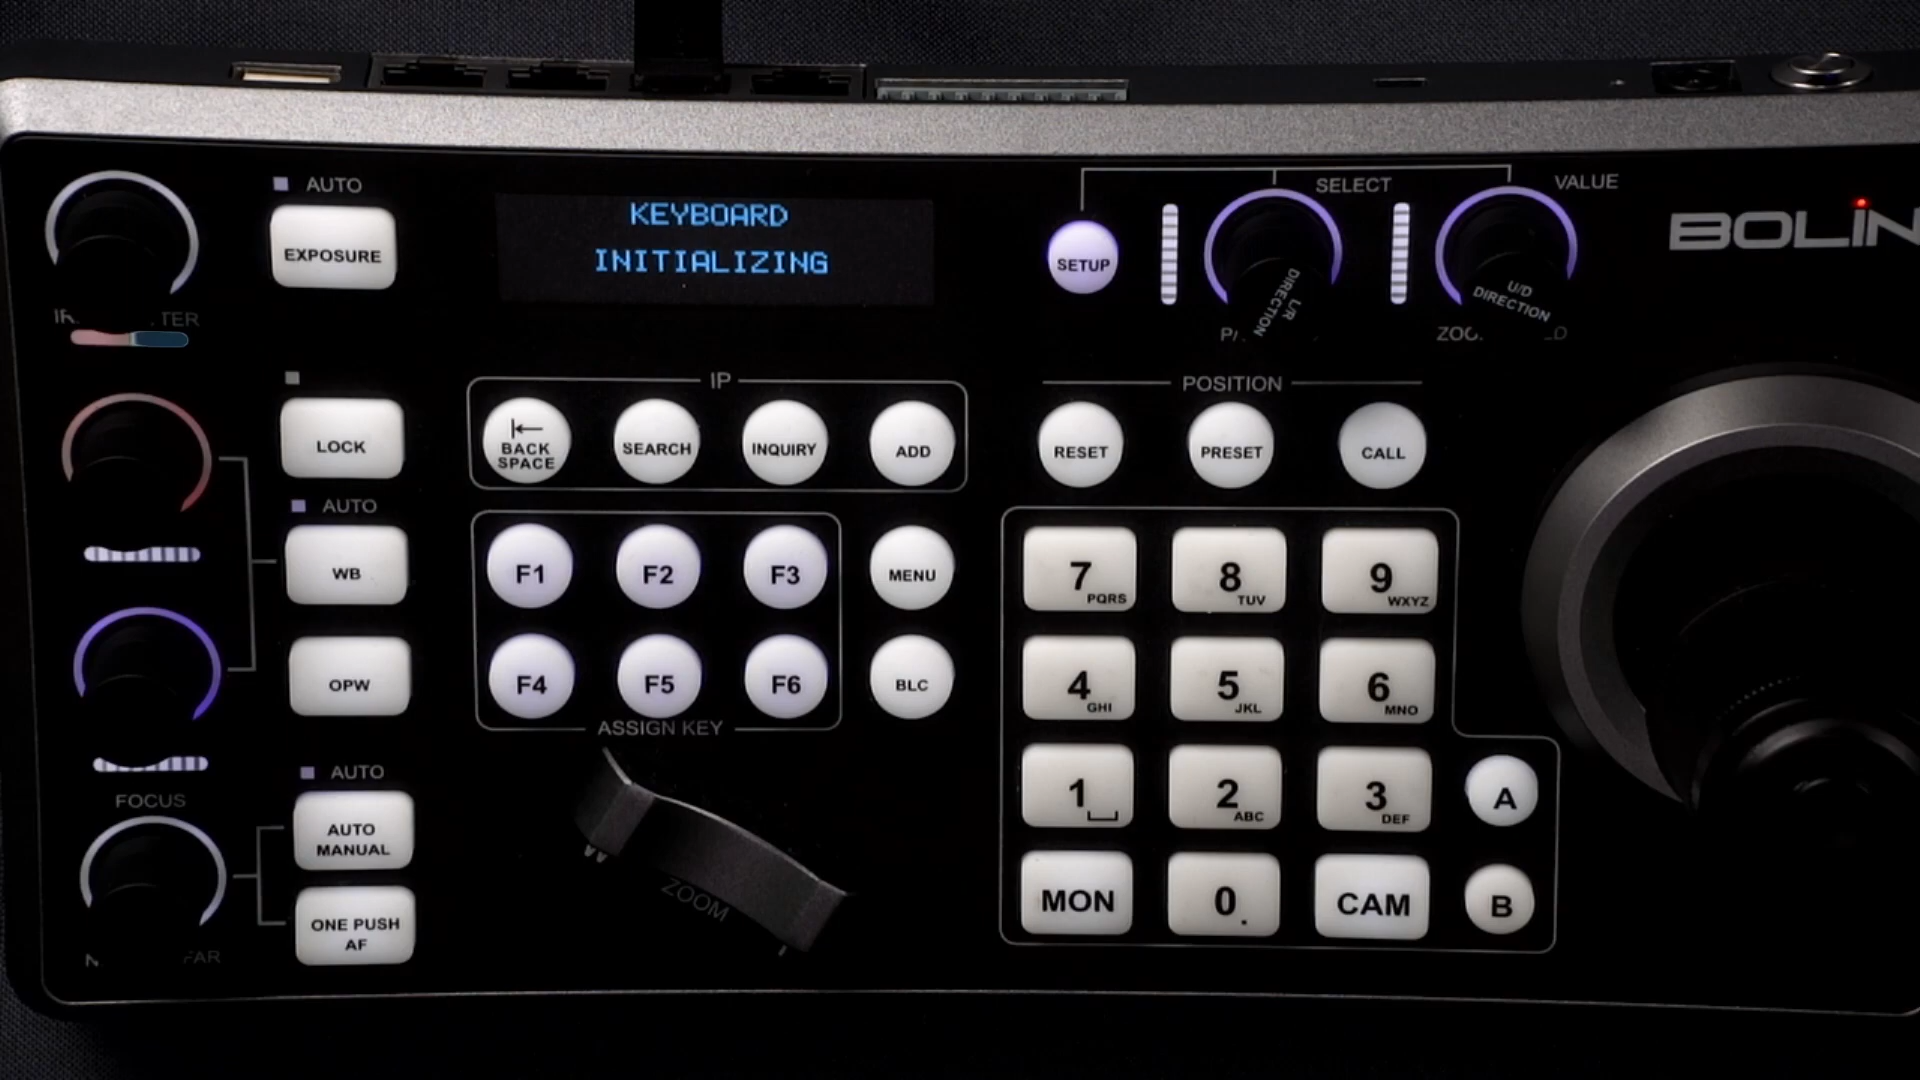 AUTO
EXPOSURE
KEYBOARD
INITIALIZING
SETUP
SELECT
VALUE
L/R
DIRECTION
U/D
DIRECTION
BOLIN
IP
POSITION
LOCK
BACK
SPACE
SEARCH
INQUIRY
ADD
RESET
PRESET
CALL
AUTO
WB
F1
F2
F3
MENU
7 PQRS
8 TUV
9 WXYZ
OPW
F4
F5
F6
BLC
4 GHI
5 JKL
6 MNO
ASSIGN KEY
AUTO
FOCUS
AUTO
MANUAL
1
2 ABC
3 DEF
A
W
ZOOM
ONE PUSH
AF
MON
0 .
CAM
B
FAR